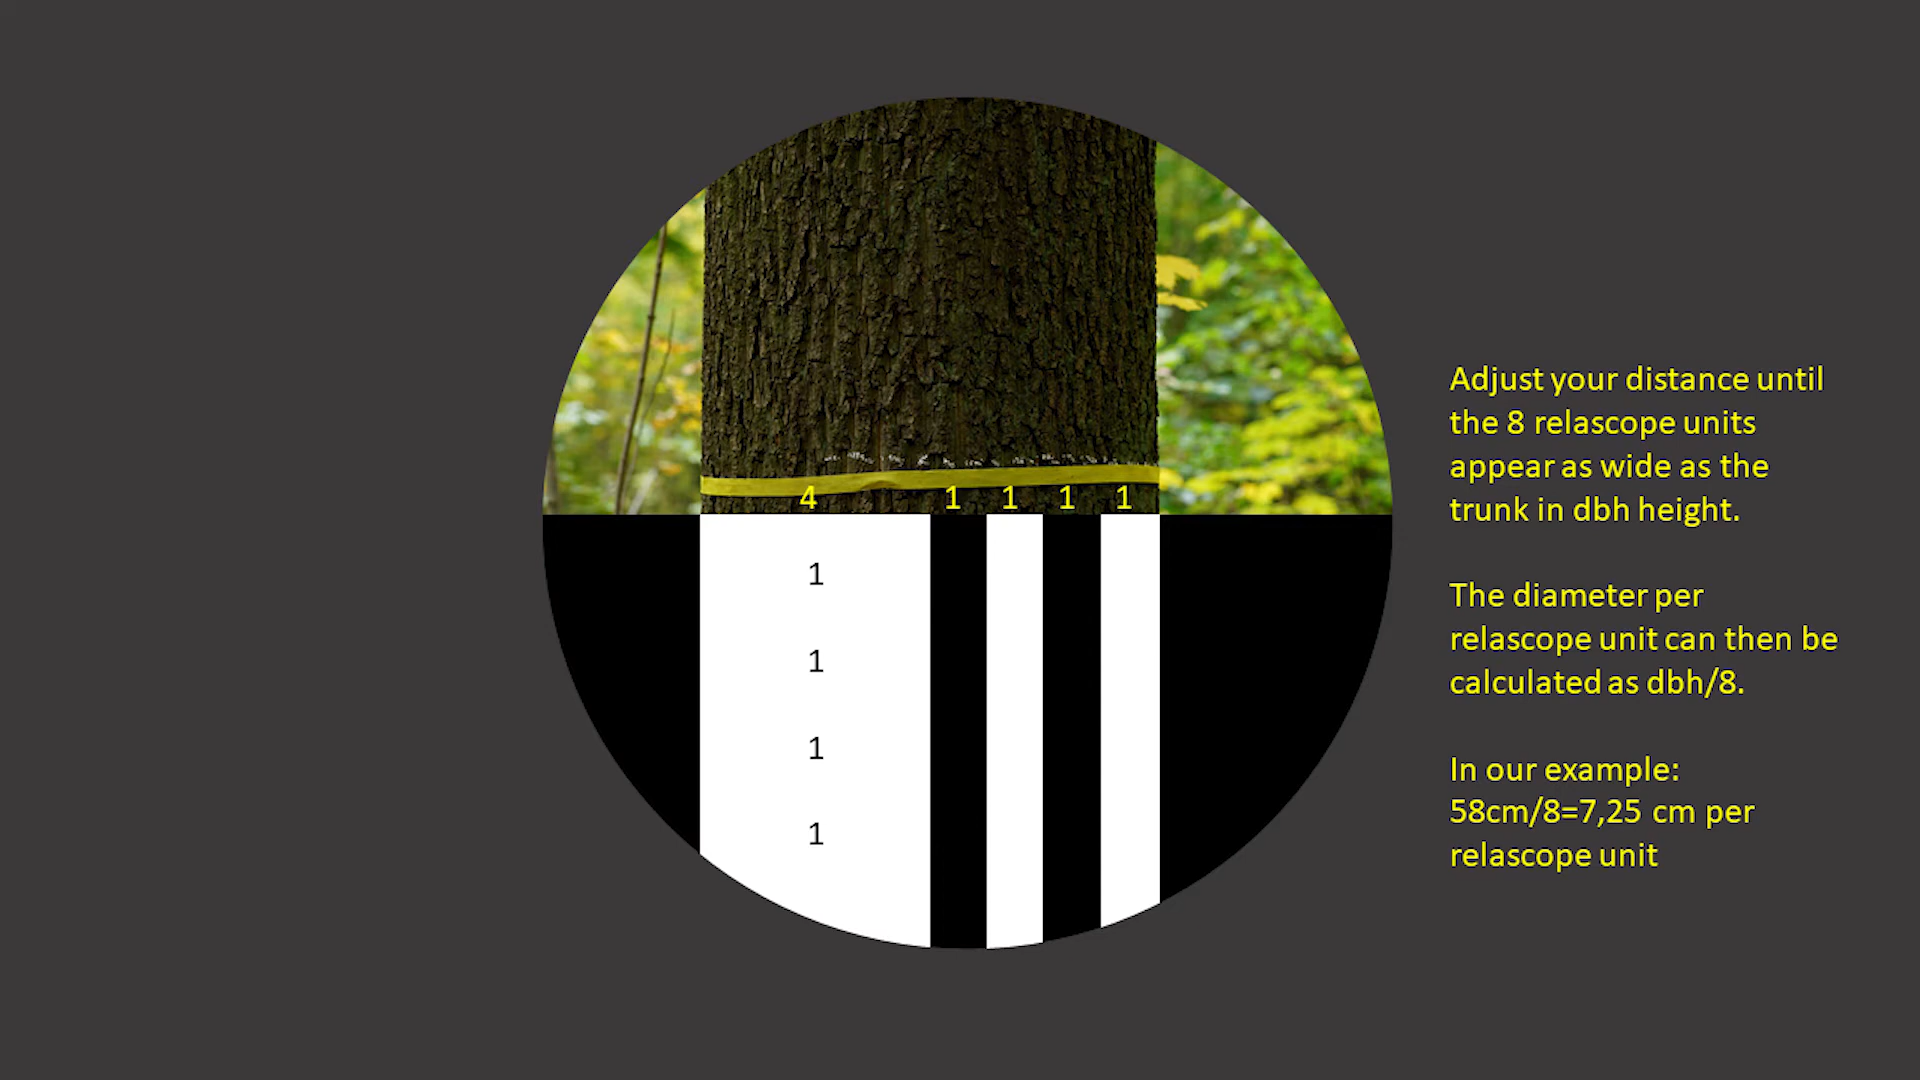 4 1 1 1 1
1
1
1
1
Adjust your distance until
the 8 relascope units
appear as wide as the
trunk in dbh height.
The diameter per
relascope unit can then be
calculated as dbh/8.
In our example:
58cm/8=7,25 cm per
relascope unit